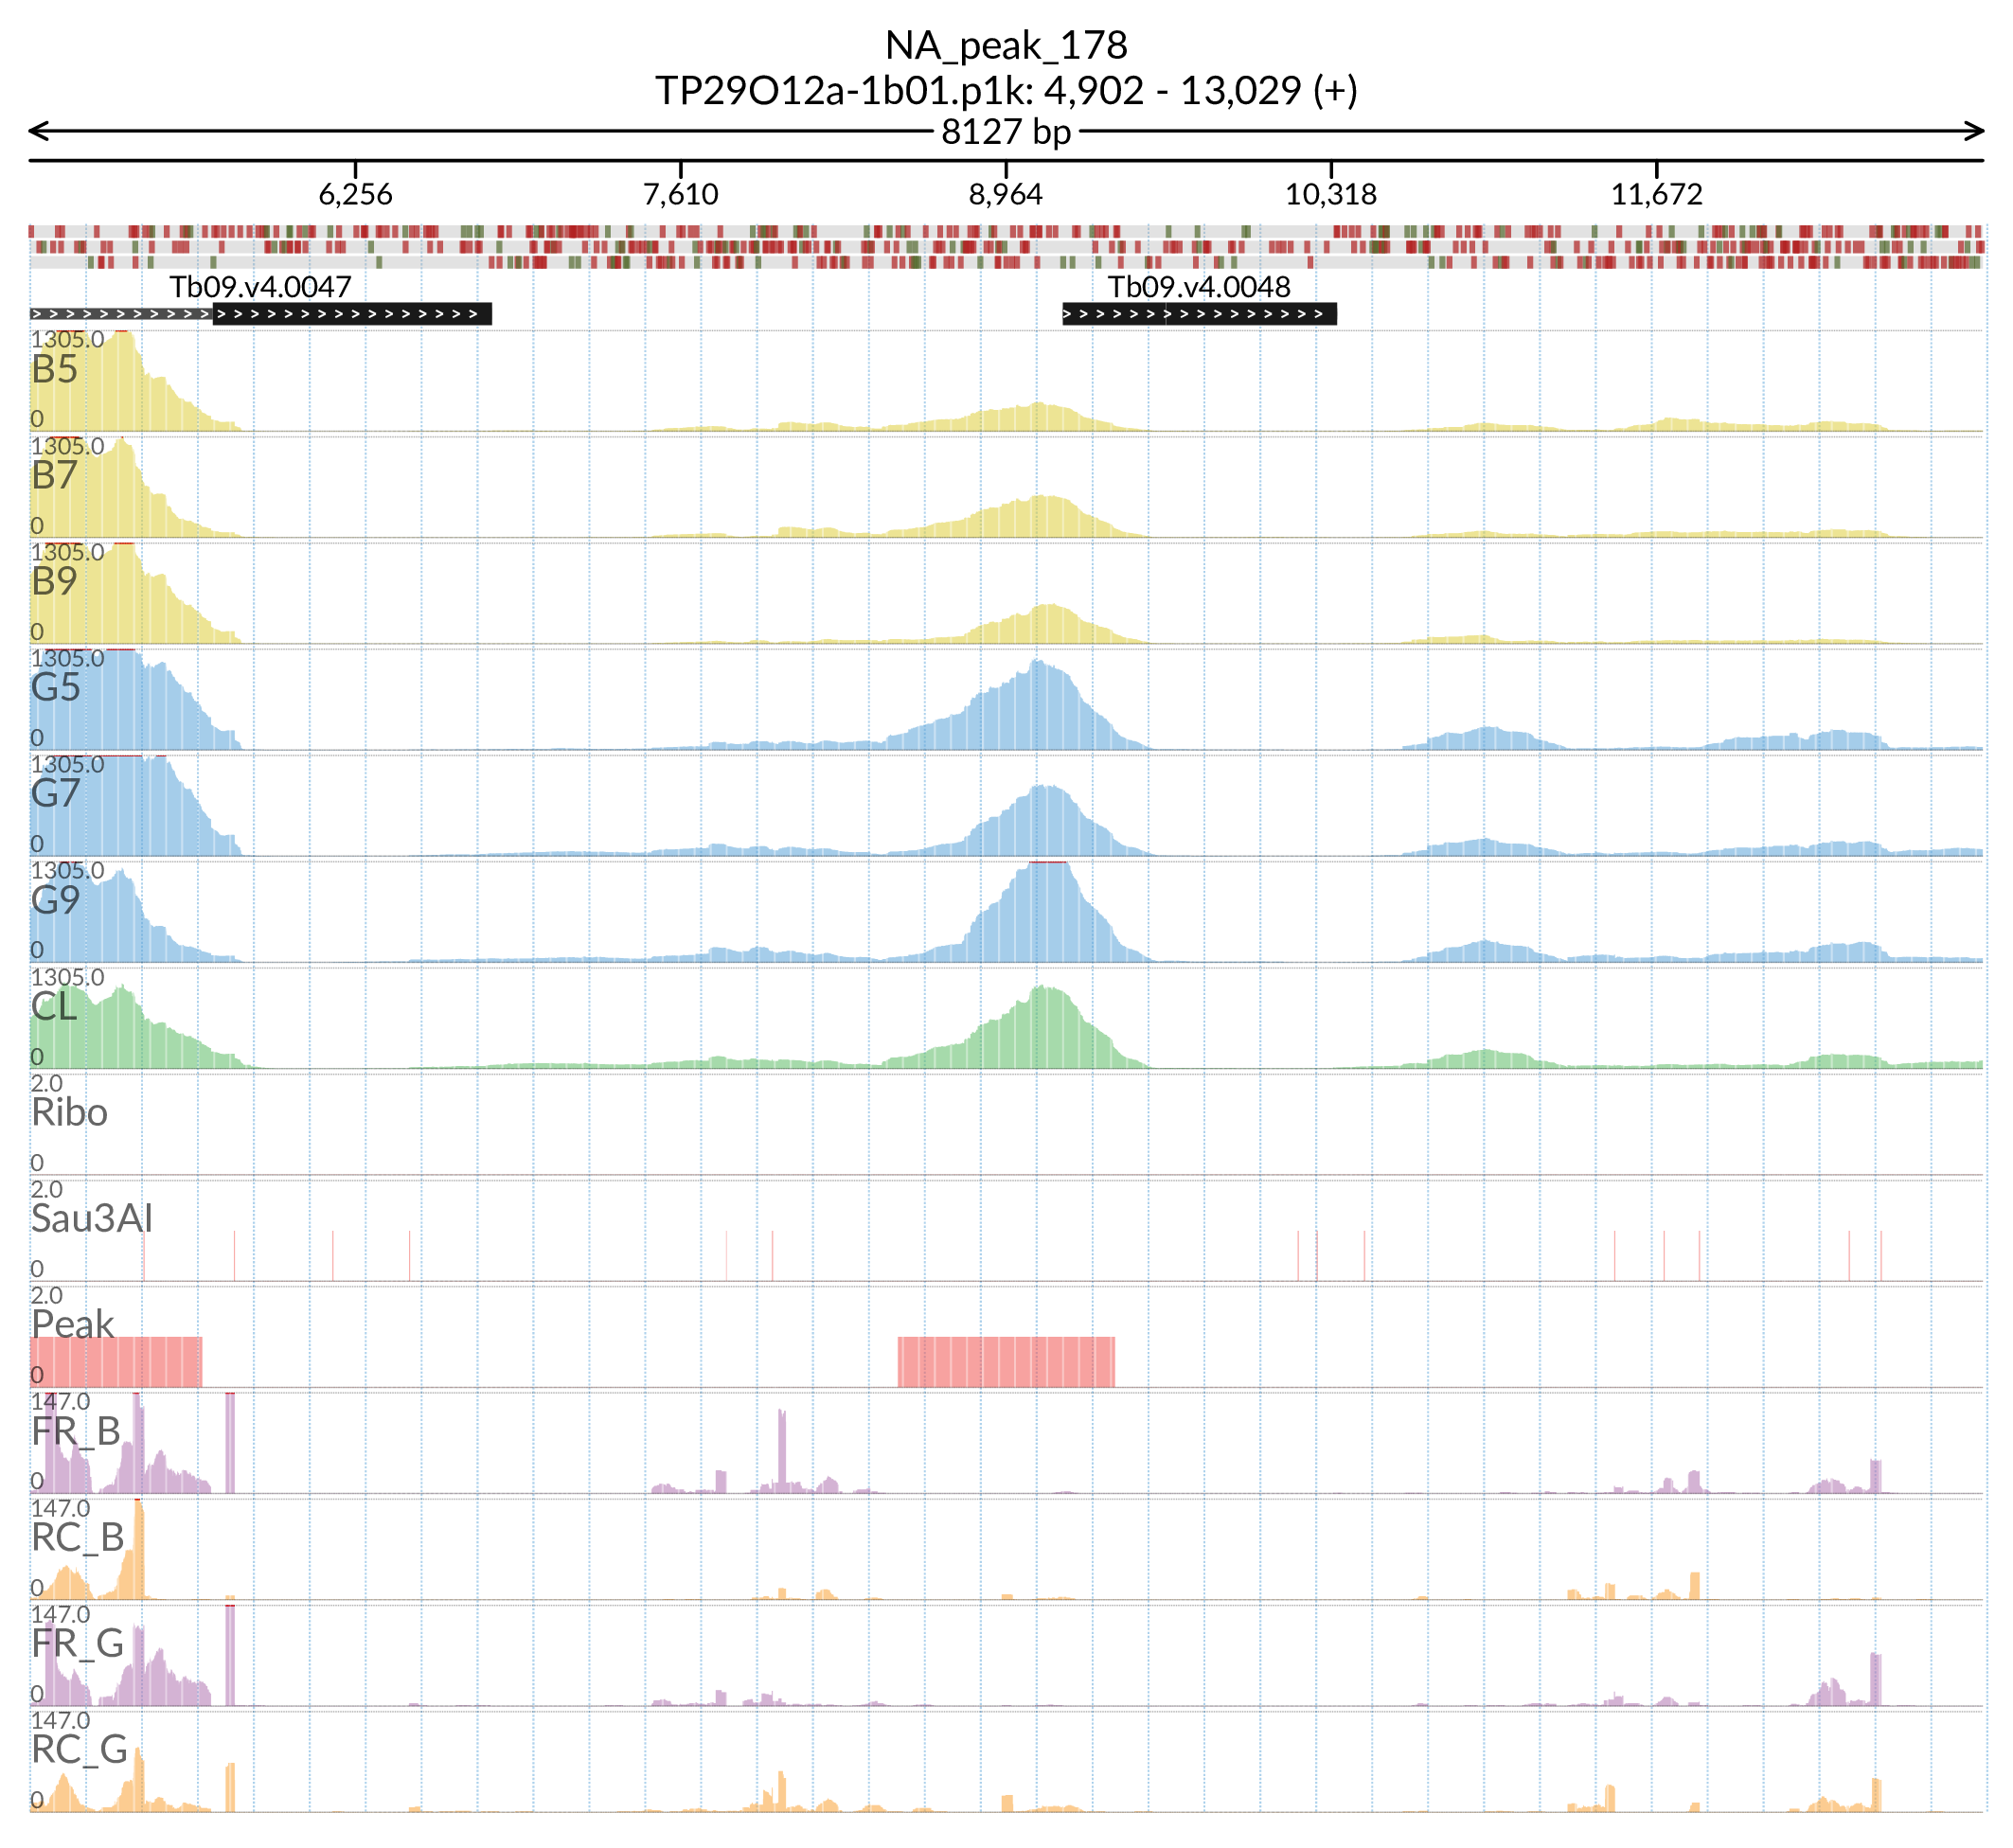 NA_peak_178
TP29O12a-1b01.p1k: 4,902 - 13,029 (+)
8127 bp
6,256 7,610 8,964 10,318 11,672
Tb09.v4.0047 Tb09.v4.0048
1305.0
B5
0
1305.0
B7
0
1305.0
B9
0
1305.0
G5
0
1305.0
G7
0
1305.0
G9
0
1305.0
CL
0
2.0
Ribo
0
2.0
Sau3AI
0
2.0
Peak
0
147.0
FR_B
0
147.0
RC_B
0
147.0
FR_G
0
147.0
RC_G
0